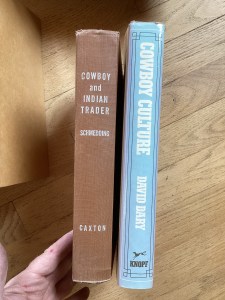 COWBOY
and
INDIAN
TRADER
SCHMEDDING
CAXTON
COWBOY CULTURE
DAVID DARY
KNOPF